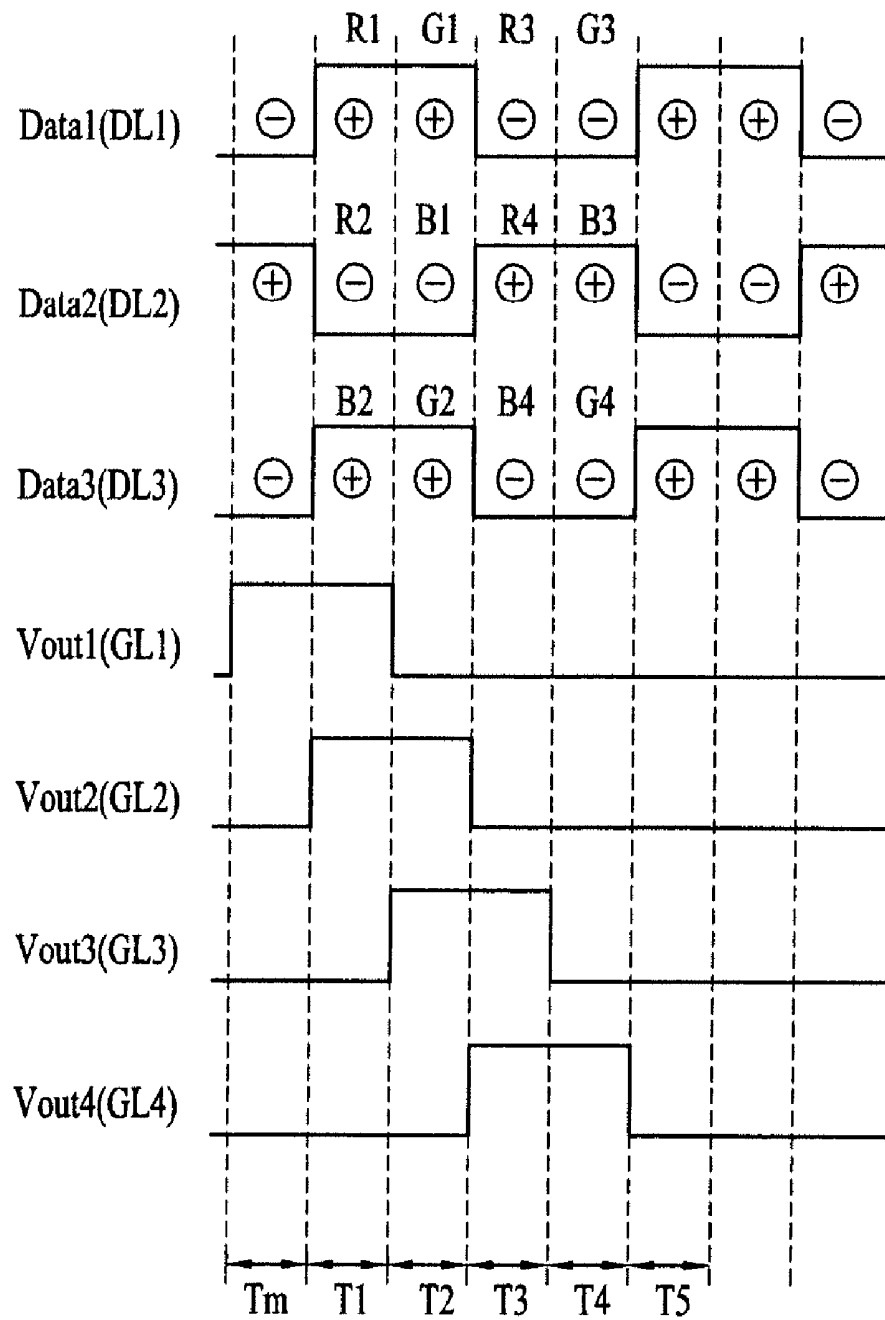 R1 G1 R3 G3
Data1(DL1) ⊖ ⊕ ⊕ ⊖ ⊖ ⊕ ⊕ ⊖
R2 B1 R4 B3
Data2(DL2) ⊕ ⊖ ⊖ ⊕ ⊕ ⊖ ⊖ ⊕
B2 G2 B4 G4
Data3(DL3) ⊖ ⊕ ⊕ ⊖ ⊖ ⊕ ⊕ ⊖
Vout1(GL1)
Vout2(GL2)
Vout3(GL3)
Vout4(GL4)
Tm T1 T2 T3 T4 T5